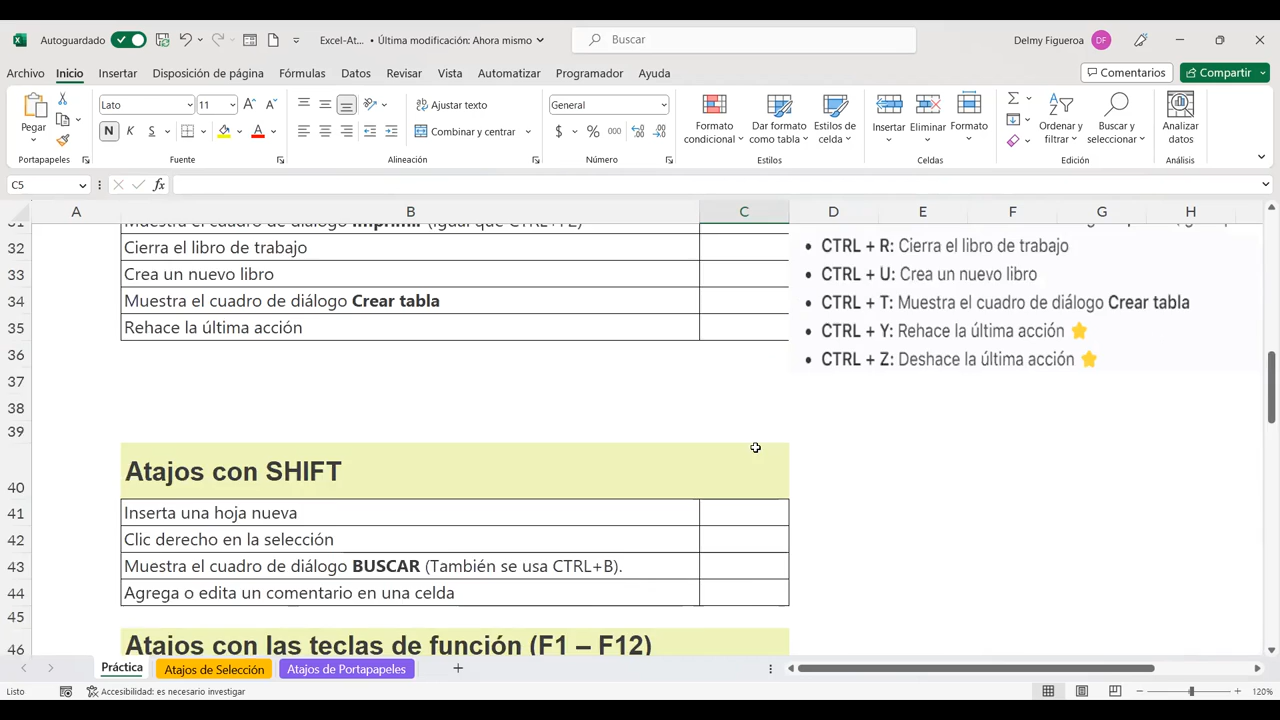 Autoguardado
Excel-At... • Última modificación: Ahora mismo
Buscar
Delmy Figueroa DF
Archivo Inicio Insertar Disposición de página Fórmulas Datos Revisar Vista Automatizar Programador Ayuda
Comentarios Compartir
Pegar
Lato 11
N K S
Ajustar texto
Combinar y centrar
General
$ % 000
Formato condicional
Dar formato como tabla
Estilos de celda
Insertar Eliminar Formato
Ordenar y filtrar
Buscar y seleccionar
Analizar datos
Portapapeles Fuente Alineación Número Estilos Celdas Edición Análisis
C5 fx
A B C D E F G H
32 Cierra el libro de trabajo
33 Crea un nuevo libro
34 Muestra el cuadro de diálogo Crear tabla
35 Rehace la última acción
36
37
38
39
40 Atajos con SHIFT
41 Inserta una hoja nueva
42 Clic derecho en la selección
43 Muestra el cuadro de diálogo BUSCAR (También se usa CTRL+B).
44 Agrega o edita un comentario en una celda
45
46 Atajos con las teclas de función (F1 – F12)
• CTRL + R: Cierra el libro de trabajo
• CTRL + U: Crea un nuevo libro
• CTRL + T: Muestra el cuadro de diálogo Crear tabla
• CTRL + Y: Rehace la última acción
• CTRL + Z: Deshace la última acción
Práctica Atajos de Selección Atajos de Portapapeles
Listo Accesibilidad: es necesario investigar 120%